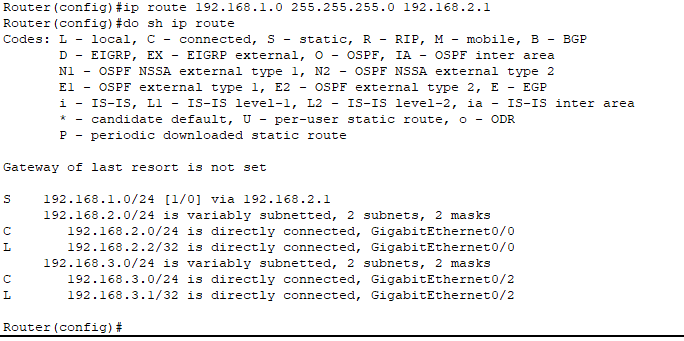 Router(config)#ip route 192.168.1.0 255.255.255.0 192.168.2.1
Router(config)#do sh ip route
Codes: L - local, C - connected, S - static, R - RIP, M - mobile, B - BGP
       D - EIGRP, EX - EIGRP external, O - OSPF, IA - OSPF inter area
       N1 - OSPF NSSA external type 1, N2 - OSPF NSSA external type 2
       E1 - OSPF external type 1, E2 - OSPF external type 2, E - EGP
       i - IS-IS, L1 - IS-IS level-1, L2 - IS-IS level-2, ia - IS-IS inter area
       * - candidate default, U - per-user static route, o - ODR
       P - periodic downloaded static route
Gateway of last resort is not set
S    192.168.1.0/24 [1/0] via 192.168.2.1
     192.168.2.0/24 is variably subnetted, 2 subnets, 2 masks
C       192.168.2.0/24 is directly connected, GigabitEthernet0/0
L       192.168.2.2/32 is directly connected, GigabitEthernet0/0
     192.168.3.0/24 is variably subnetted, 2 subnets, 2 masks
C       192.168.3.0/24 is directly connected, GigabitEthernet0/2
L       192.168.3.1/32 is directly connected, GigabitEthernet0/2
Router(config)#